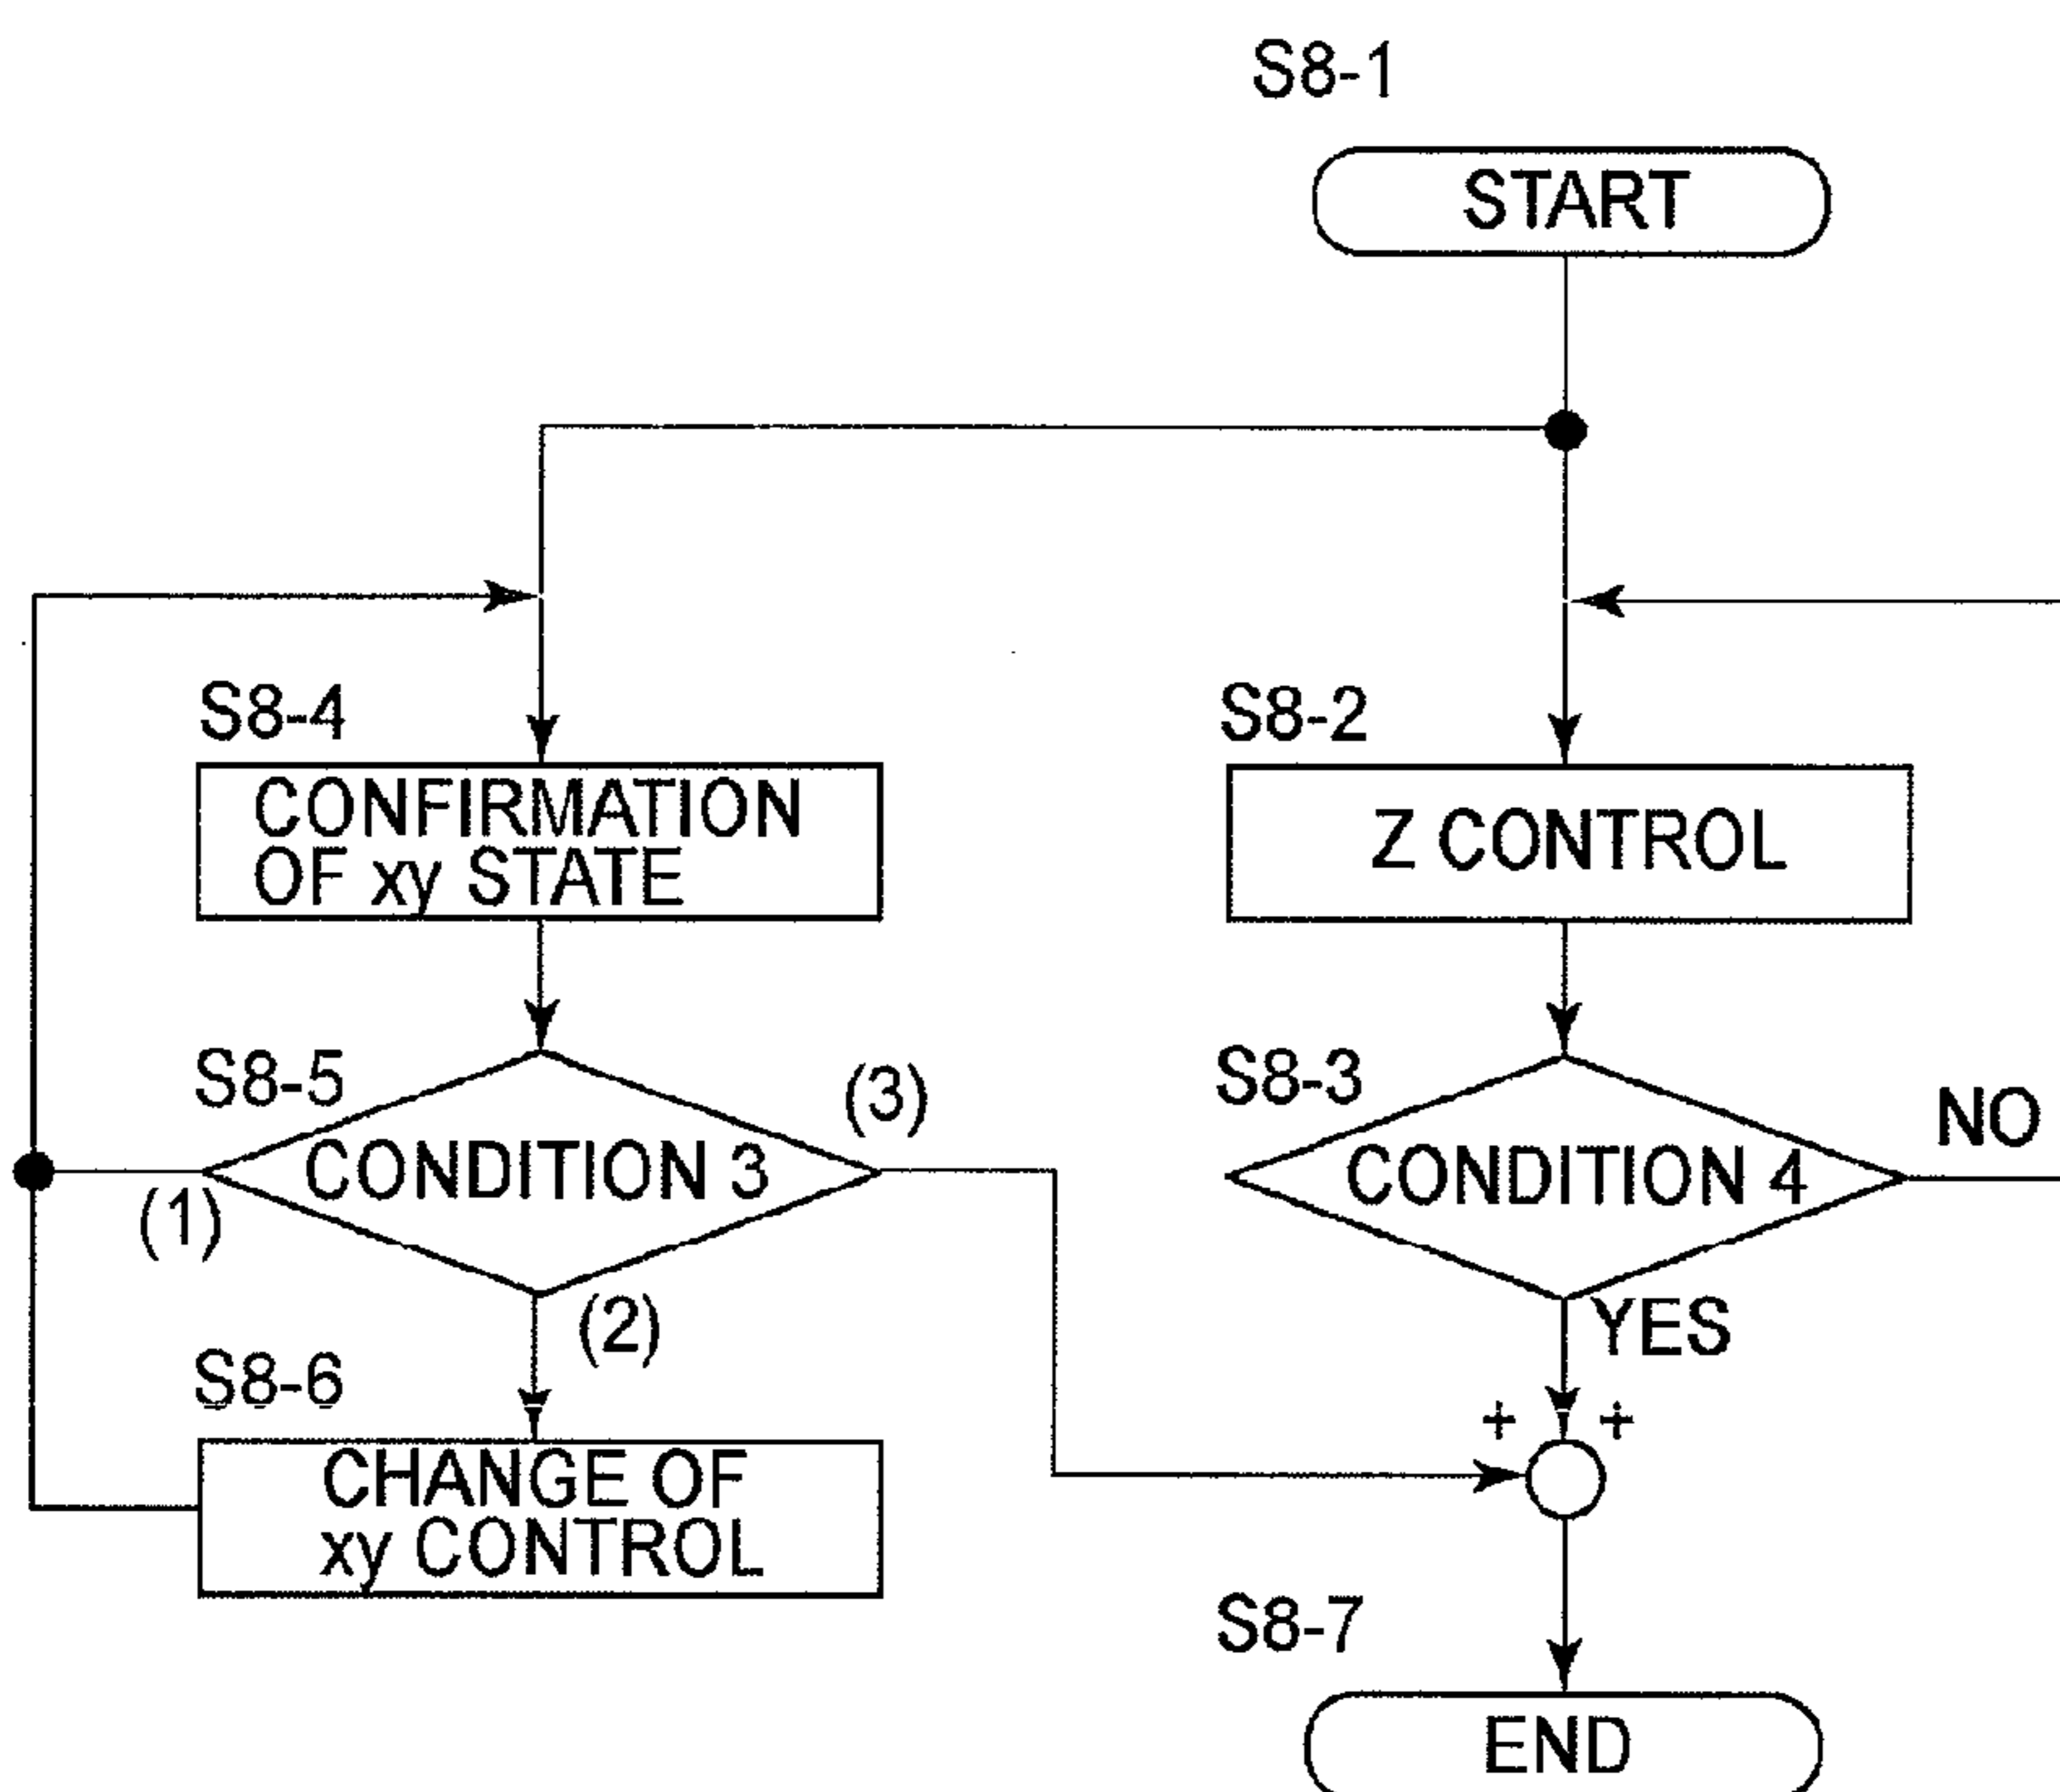 S8-1
START
S8-4
CONFIRMATION
OF xy STATE
S8-2
Z CONTROL
S8-5
CONDITION 3
(1)
(2)
(3)
S8-3
CONDITION 4
NO
YES
S8-6
CHANGE OF
xy CONTROL
+ +
S8-7
END